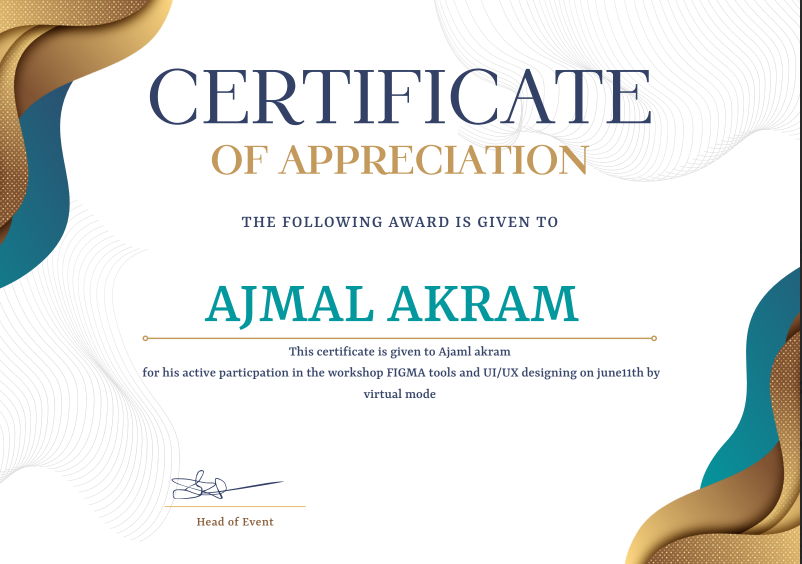 CERTIFICATE
OF APPRECIATION
THE FOLLOWING AWARD IS GIVEN TO
AJMAL AKRAM
This certificate is given to Ajaml akram
for his active particpation in the workshop FIGMA tools and UI/UX designing on june11th by
virtual mode
Head of Event